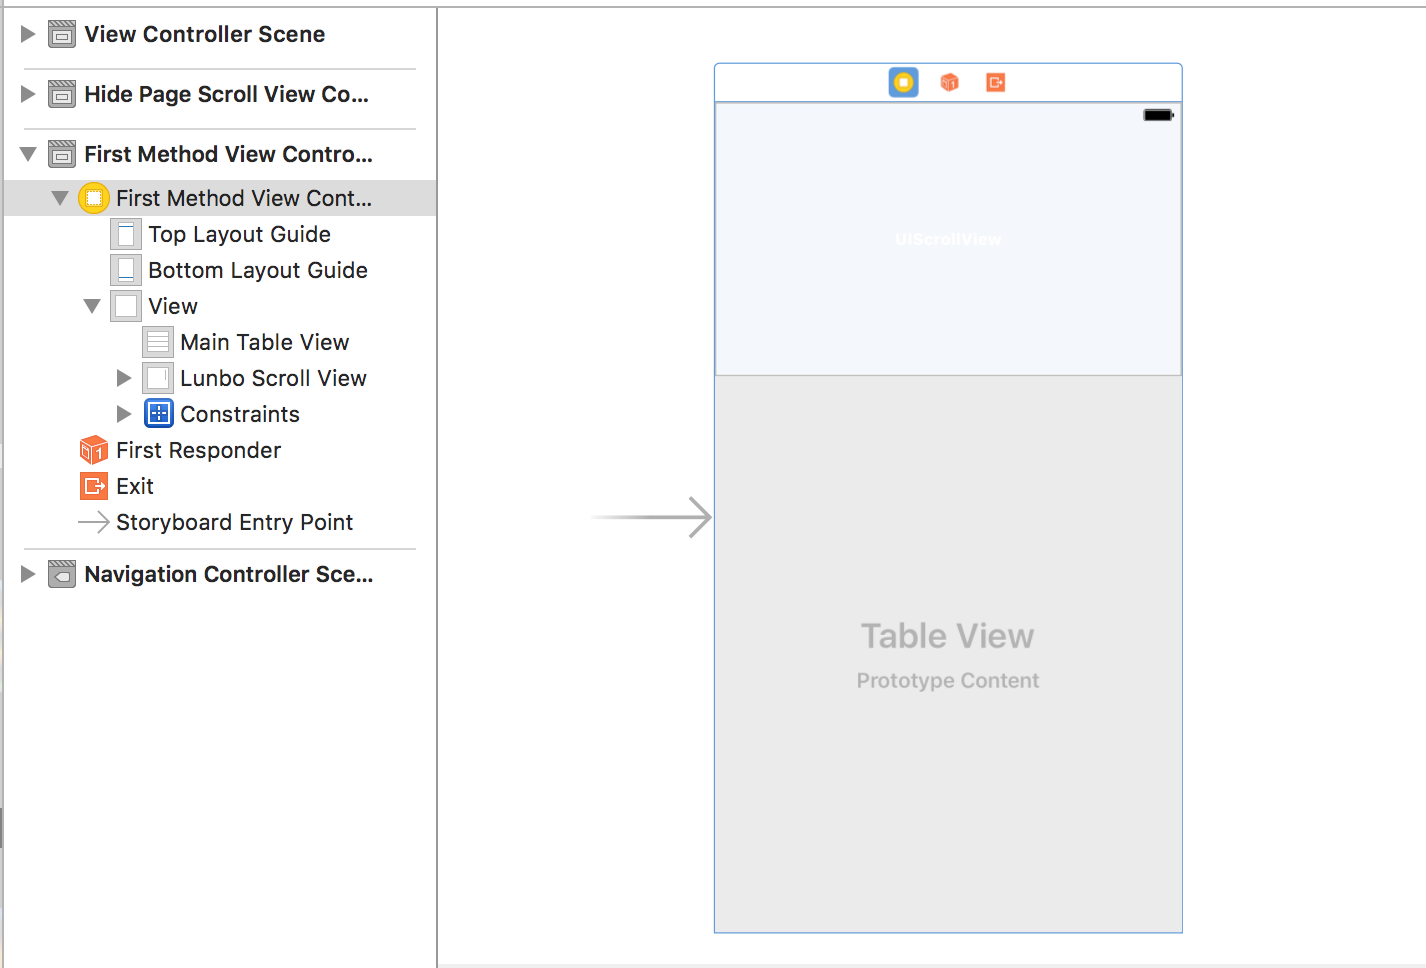 View Controller Scene
Hide Page Scroll View Co...
First Method View Contro...
First Method View Cont...
Top Layout Guide
Bottom Layout Guide
View
Main Table View
Lunbo Scroll View
Constraints
First Responder
Exit
Storyboard Entry Point
Navigation Controller Sce...
UIScrollView
Table View
Prototype Content